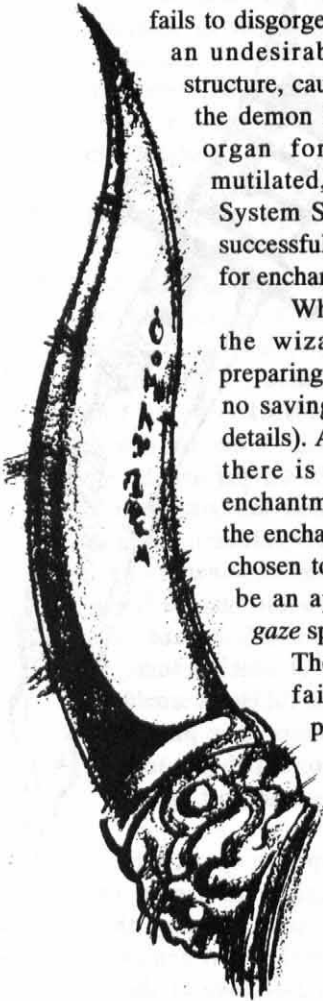 fails to disgorge
an undesirab
structure, cau
the demon
organ for
mutilated,
System S
successful
for enchar
Wh
the wiza
preparing
no saving
details). A
there is
enchantm
the encha
chosen to
be an a
gaze sp
The
fai
p